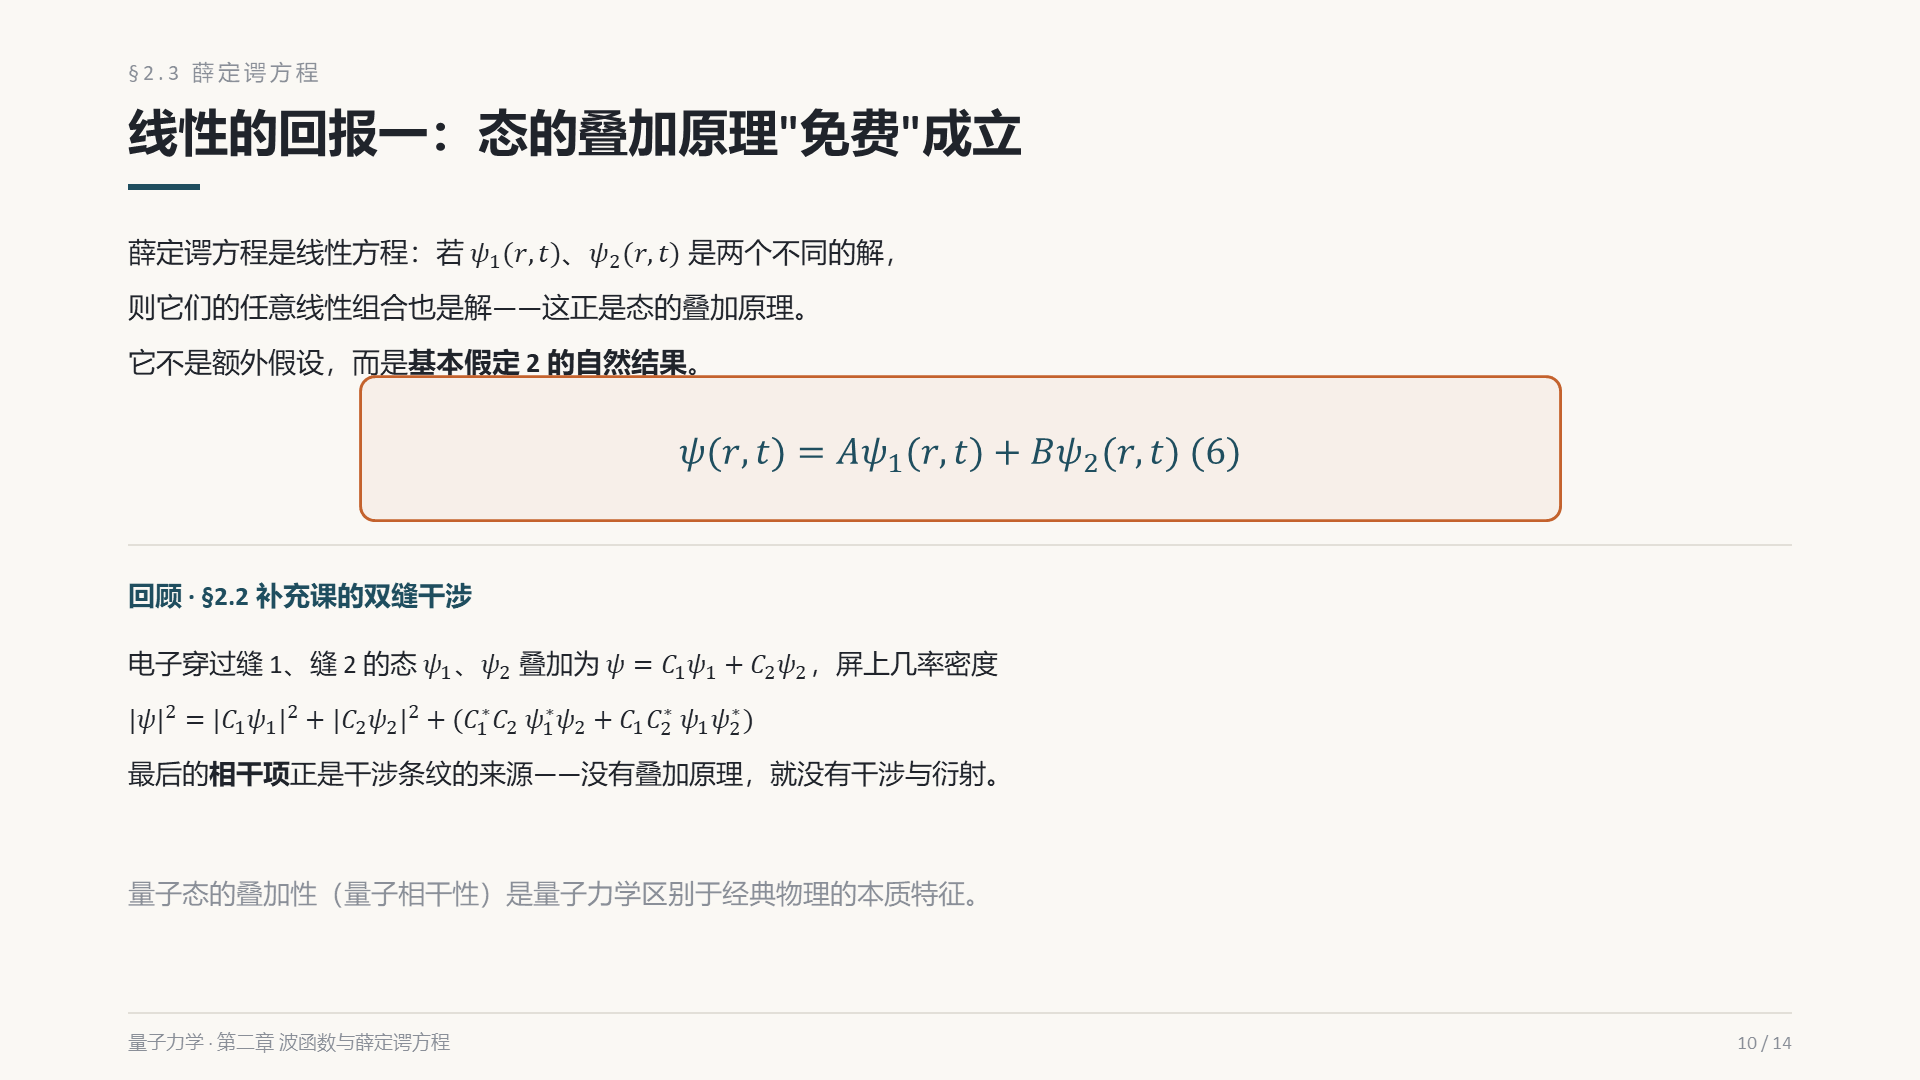 §2.3 薛定谔方程
线性的回报一：态的叠加原理"免费"成立
薛定谔方程是线性方程：若 ψ₁(r,t)、ψ₂(r,t) 是两个不同的解，
则它们的任意线性组合也是解——这正是态的叠加原理。
它不是额外假设，而是基本假定 2 的自然结果。
ψ(r,t) = Aψ₁(r,t) + Bψ₂(r,t) (6)
回顾 · §2.2 补充课的双缝干涉
电子穿过缝 1、缝 2 的态 ψ₁、ψ₂ 叠加为 ψ = C₁ψ₁ + C₂ψ₂，屏上几率密度
|ψ|² = |C₁ψ₁|² + |C₂ψ₂|² + (C₁*C₂ ψ₁*ψ₂ + C₁C₂* ψ₁ψ₂*)
最后的相干项正是干涉条纹的来源——没有叠加原理，就没有干涉与衍射。
量子态的叠加性（量子相干性）是量子力学区别于经典物理的本质特征。
量子力学 · 第二章 波函数与薛定谔方程
10 / 14